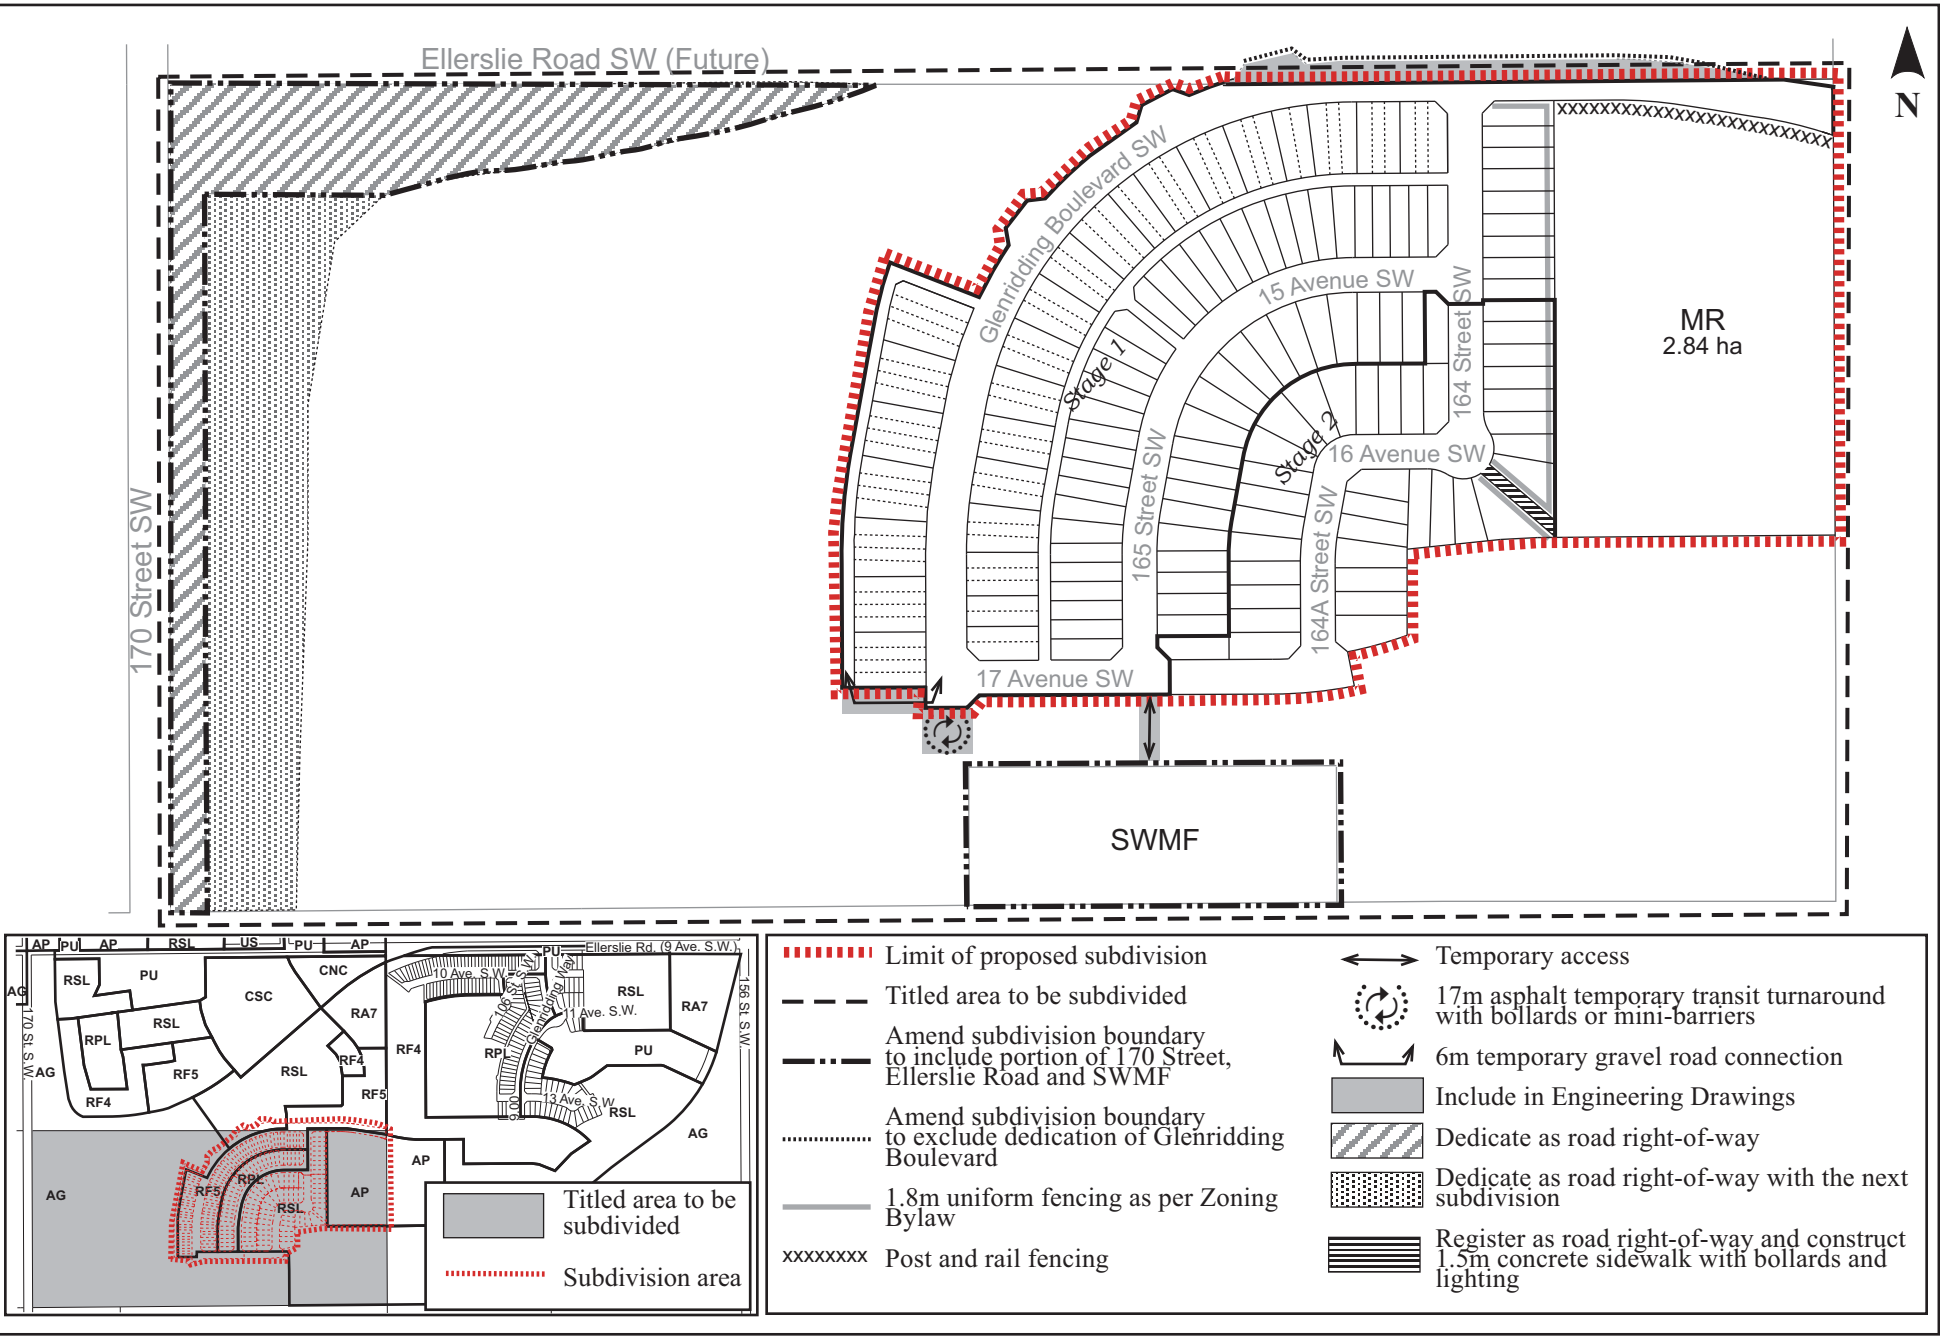 Ellerslie Road SW (Future)
N
Glenridding Boulevard SW
15 Avenue SW
164 Street SW
MR
2.84 ha
Stage 1
Stage 2
16 Avenue SW
165 Street SW
164A Street SW
170 Street SW
17 Avenue SW
SWMF
AP
PU
AP
RSL
US
PU
AP
PU
Ellerslie Rd. (9 Ave. S.W.)
RSL
PU
CNC
10 Ave. S.W.
AG
CSC
RSL
RA7
RA7
Glenridding Way
11 Ave. S.W.
156 St. S.W.
170 St. S.W.
RPL
RSL
RF4
RPL
PU
RF4
AG
RF5
RSL
RF4
RF5
13 Ave. S.W.
RSL
AG
AP
AG
RF5
RPL
RSL
AP
Titled area to be
subdivided
Subdivision area
Limit of proposed subdivision
Titled area to be subdivided
Amend subdivision boundary
to include portion of 170 Street,
Ellerslie Road and SWMF
Amend subdivision boundary
to exclude dedication of Glenridding
Boulevard
1.8m uniform fencing as per Zoning
Bylaw
xxxxxxxx Post and rail fencing
Temporary access
17m asphalt temporary transit turnaround
with bollards or mini-barriers
6m temporary gravel road connection
Include in Engineering Drawings
Dedicate as road right-of-way
Dedicate as road right-of-way with the next
subdivision
Register as road right-of-way and construct
1.5m concrete sidewalk with bollards and
lighting